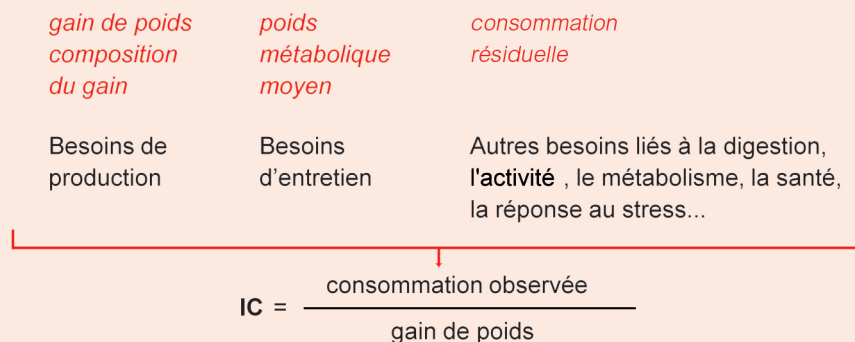 gain de poids
composition
du gain
poids
métabolique
moyen
consommation
résiduelle
Besoins de
production
Besoins
d'entretien
Autres besoins liés à la digestion,
l'activité , le métabolisme, la santé,
la réponse au stress...
IC = consommation observée
gain de poids